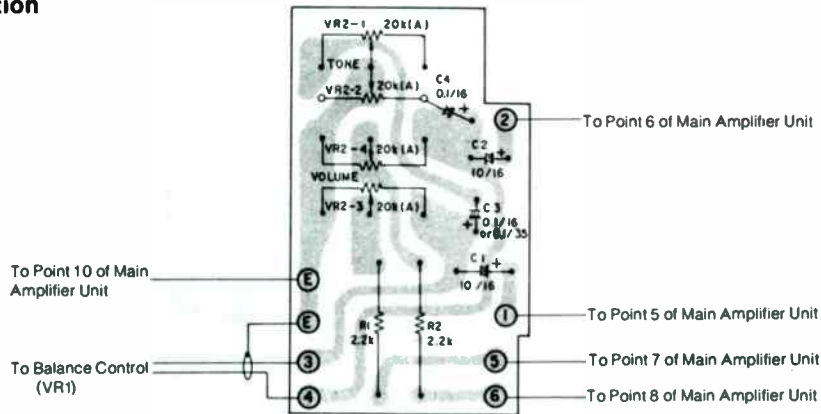 tion
VR2-1 20k(A)
TONE
VR2-2 20k(A)
C4
0.1/16
+
2
To Point 6 of Main Amplifier Unit
VR2-4 20k(A)
C2
+
10/16
VOLUME
VR2-3 20k(A)
C3
0.1/16
+ or 0.1/35
C1
+
10/16
To Point 10 of Main
Amplifier Unit
E
E
1
To Point 5 of Main Amplifier Unit
R1
2.2k
R2
2.2k
To Balance Control
(VR1)
3
4
5
To Point 7 of Main Amplifier Unit
6
To Point 8 of Main Amplifier Unit